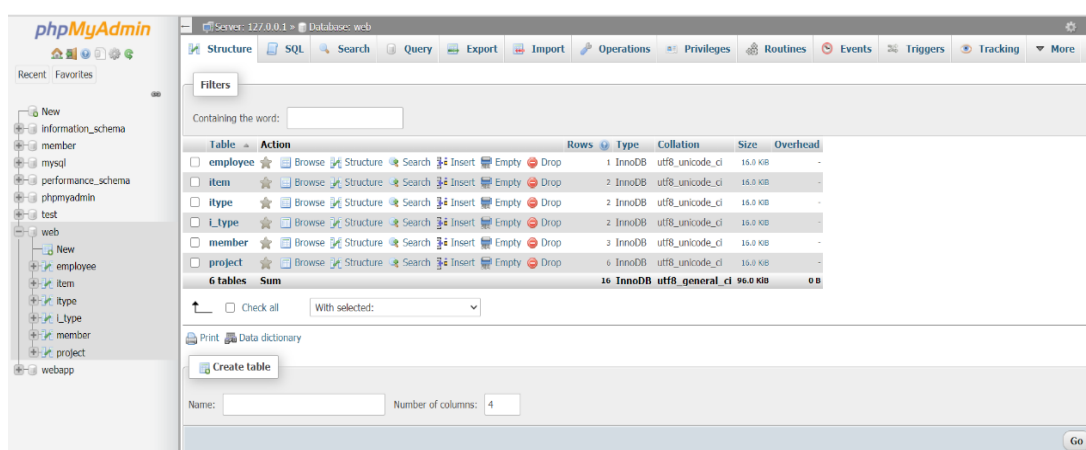 phpMyAdmin
Recent Favorites
New
information_schema
member
mysql
performance_schema
phpmyadmin
test
web
New
employee
item
itype
i_type
member
project
webapp
Server: 127.0.0.1 » Database: web
Structure SQL Search Query Export Import Operations Privileges Routines Events Triggers Tracking More
Filters
Containing the word:
Table Action Rows Type Collation Size Overhead
employee Browse Structure Search Insert Empty Drop 1 InnoDB utf8_unicode_ci 16.0 KiB -
item Browse Structure Search Insert Empty Drop 2 InnoDB utf8_unicode_ci 16.0 KiB -
itype Browse Structure Search Insert Empty Drop 2 InnoDB utf8_unicode_ci 16.0 KiB -
i_type Browse Structure Search Insert Empty Drop 2 InnoDB utf8_unicode_ci 16.0 KiB -
member Browse Structure Search Insert Empty Drop 3 InnoDB utf8_unicode_ci 16.0 KiB -
project Browse Structure Search Insert Empty Drop 6 InnoDB utf8_unicode_ci 16.0 KiB -
6 tables Sum 16 InnoDB utf8_general_ci 96.0 KiB 0 B
Check all With selected:
Print Data dictionary
Create table
Name: Number of columns: 4
Go